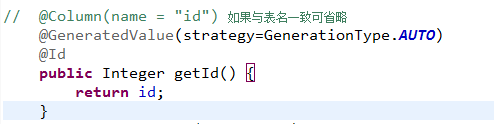 //  @Column(name = "id") 如果与表名一致可省略
@GeneratedValue(strategy=GenerationType.AUTO)
@Id
public Integer getId() {
return id;
}